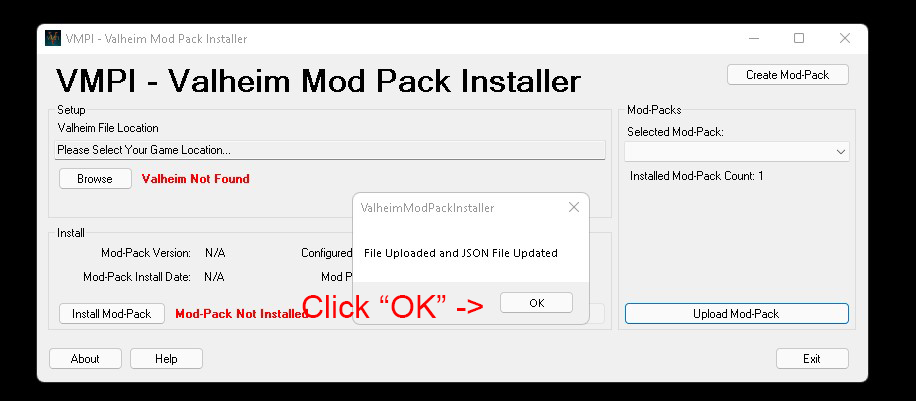 VMPI - Valheim Mod Pack Installer
VMPI - Valheim Mod Pack Installer
Create Mod-Pack
Setup
Valheim File Location
Please Select Your Game Location...
Browse
Valheim Not Found
Mod-Packs
Selected Mod-Pack:
Installed Mod-Pack Count: 1
ValheimModPackInstaller
File Uploaded and JSON File Updated
OK
Click “OK” ->
Install
Mod-Pack Version: N/A
Configured
Mod-Pack Install Date: N/A
Mod P
Install Mod-Pack
Mod-Pack Not Installed
Upload Mod-Pack
About
Help
Exit